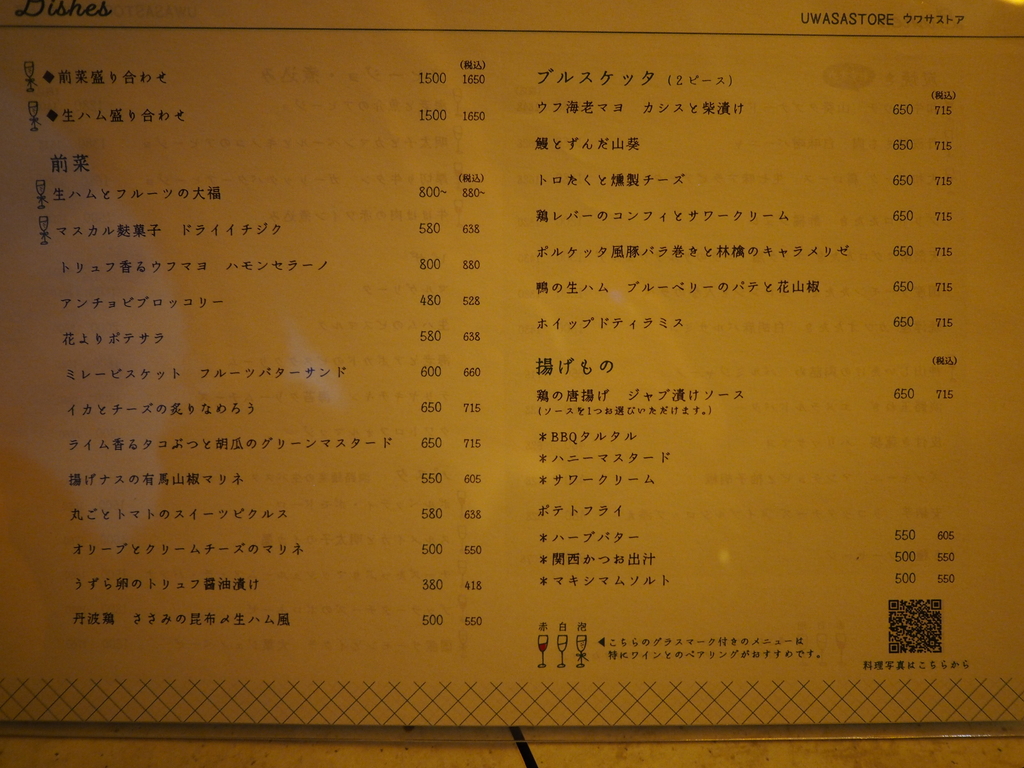 Dishes
UWASASTORE ウワサストア
(税込)
◆前菜盛り合わせ 1500 1650
◆生ハム盛り合わせ 1500 1650
前菜
(税込)
生ハムとフルーツの大福 800~ 880~
マスカル麩菓子 ドライイチジク 580 638
トリュフ香るウフマヨ ハモンセラーノ 800 880
アンチョビブロッコリー 480 528
花よりポテサラ 580 638
ミレービスケット フルーツバターサンド 600 660
イカとチーズの炙りなめろう 650 715
ライム香るタコぶつと胡瓜のグリーンマスタード 650 715
揚げナスの有馬山椒マリネ 550 605
丸ごとトマトのスイーツピクルス 580 638
オリーブとクリームチーズのマリネ 500 550
うずら卵のトリュフ醤油漬け 380 418
丹波鶏 ささみの昆布〆生ハム風 500 550
ブルスケッタ (2ピース)
(税込)
ウフ海老マヨ カシスと柴漬け 650 715
鰻とずんだ山葵 650 715
トロたくと燻製チーズ 650 715
鶏レバーのコンフィとサワークリーム 650 715
ポルケッタ風豚バラ巻きと林檎のキャラメリゼ 650 715
鴨の生ハム ブルーベリーのパテと花山椒 650 715
ホイップドティラミス 650 715
揚げもの
(税込)
鶏の唐揚げ ジャブ漬けソース 650 715
(ソースを1つお選びいただけます。)
＊BBQタルタル
＊ハニーマスタード
＊サワークリーム
ポテトフライ
＊ハーブバター 550 605
＊関西かつお出汁 500 550
＊マキシマムソルト 500 550
赤 白 泡
◀こちらのグラスマーク付きのメニューは
特にワインとのペアリングがおすすめです。
料理写真はこちらから